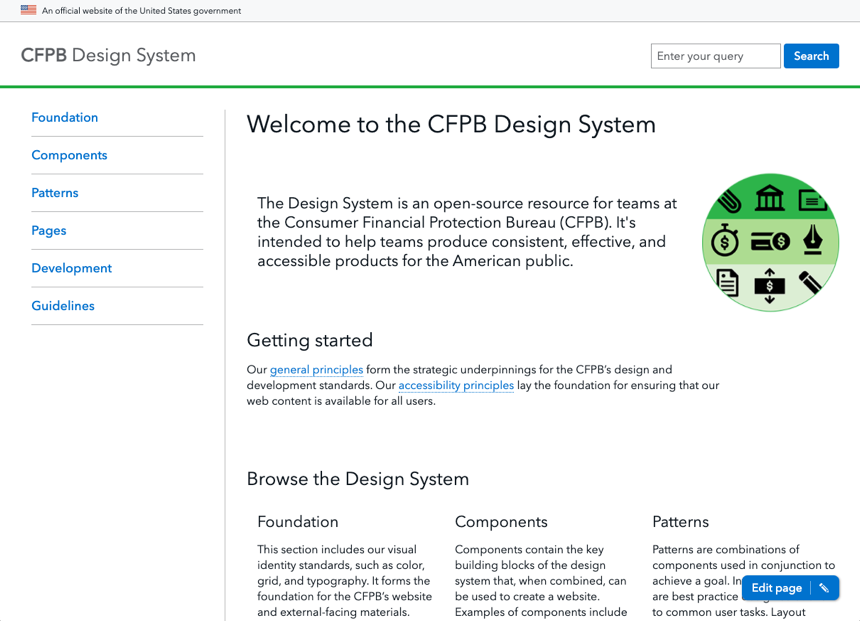 An official website of the United States government
CFPB Design System
Enter your query
Search
Foundation
Components
Patterns
Pages
Development
Guidelines
Welcome to the CFPB Design System
The Design System is an open-source resource for teams at
the Consumer Financial Protection Bureau (CFPB). It's
intended to help teams produce consistent, effective, and
accessible products for the American public.
Getting started
Our general principles form the strategic underpinnings for the CFPB’s design and
development standards. Our accessibility principles lay the foundation for ensuring that our
web content is available for all users.
Browse the Design System
Foundation
This section includes our visual
identity standards, such as color,
grid, and typography. It forms the
foundation for the CFPB’s website
and external-facing materials.
Components
Components contain the key
building blocks of the design
system that, when combined, can
be used to create a website.
Examples of components include
Patterns
Patterns are combinations of
components used in conjunction to
achieve a goal. In
are best practice
to common user tasks. Layout
Edit page